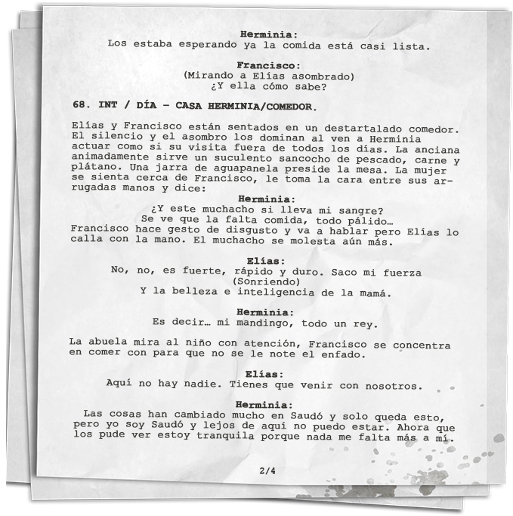 Herminia:
Los estaba esperando ya la comida está casi lista.
Francisco:
(Mirando a Elías asombrado)
¿Y ella cómo sabe?
68. INT / DÍA – CASA HERMINIA/COMEDOR.
Elías y Francisco están sentados en un destartalado comedor.
El silencio y el asombro los dominan al ven a Herminia
actuar como si su visita fuera de todos los días. La anciana
animadamente sirve un suculento sancocho de pescado, carne y
plátano. Una jarra de aguapanela preside la mesa. La mujer
se sienta cerca de Francisco, le toma la cara entre sus ar-
rugadas manos y dice:
Herminia:
¿Y este muchacho si lleva mi sangre?
Se ve que la falta comida, todo pálido…
Francisco hace gesto de disgusto y va a hablar pero Elías lo
calla con la mano. El muchacho se molesta aún más.
Elías:
No, no, es fuerte, rápido y duro. Saco mi fuerza
(Sonriendo)
Y la belleza e inteligencia de la mamá.
Herminia:
Es decir… mi mandingo, todo un rey.
La abuela mira al niño con atención, Francisco se concentra
en comer con para que no se le note el enfado.
Elías:
Aquí no hay nadie. Tienes que venir con nosotros.
Herminia:
Las cosas han cambiado mucho en Saudó y solo queda esto,
pero yo soy Saudó y lejos de aquí no puedo estar. Ahora que
los pude ver estoy tranquila porque nada me falta más a mí.
2/4